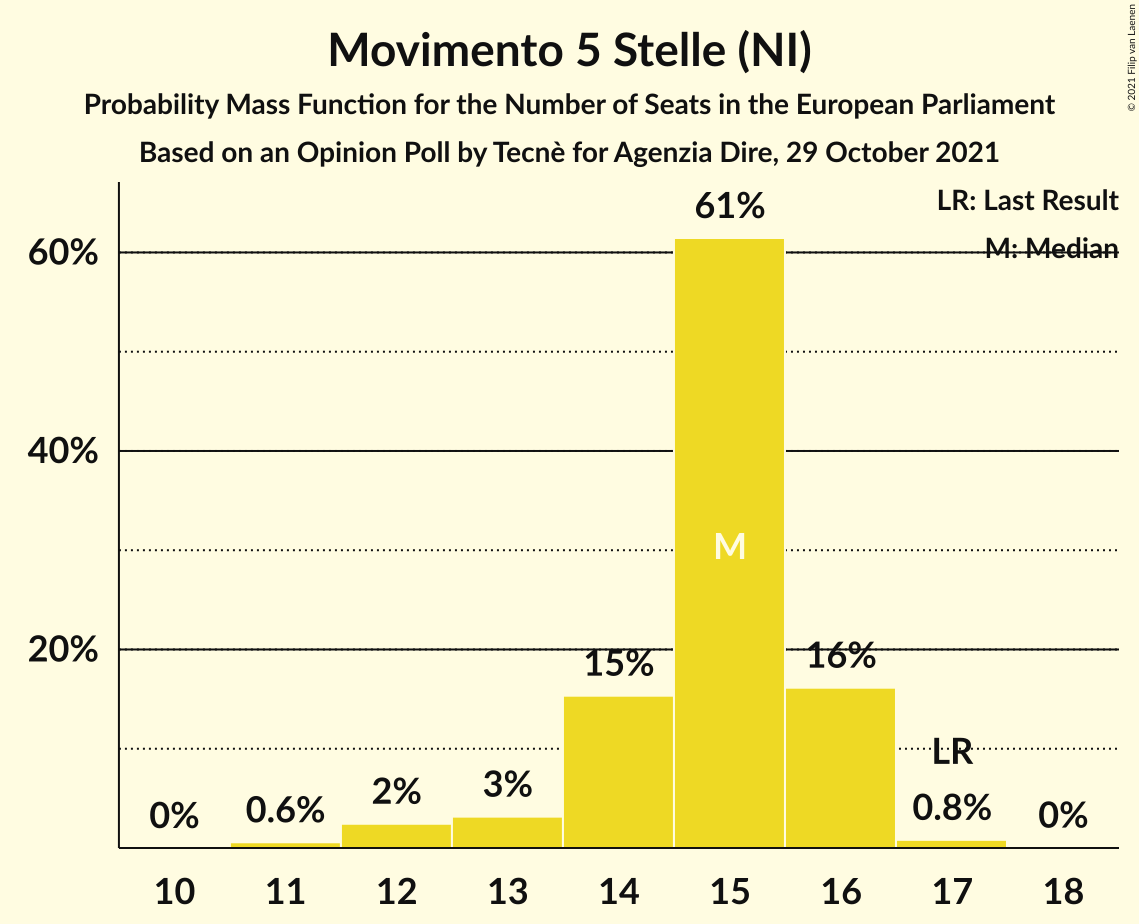 Movimento 5 Stelle (NI)
Probability Mass Function for the Number of Seats in the European Parliament
Based on an Opinion Poll by Tecnè for Agenzia Dire, 29 October 2021
© 2021 Filip van Laenen
LR: Last Result
M: Median
60%
40%
20%
0%
0.6%
2%
3%
15%
61%
M
16%
LR
0.8%
0%
10 11 12 13 14 15 16 17 18